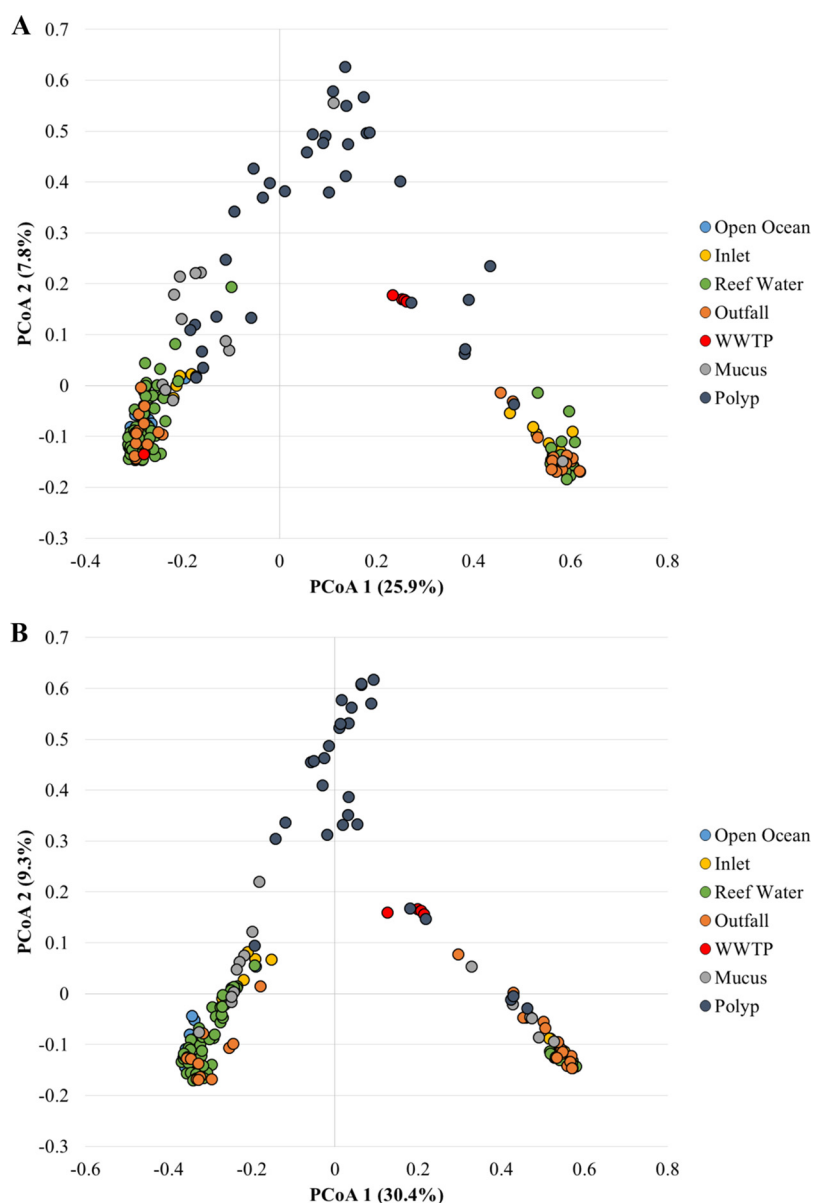 A
0.7
0.6
0.5
0.4
0.3
0.2
0.1
0
-0.1
-0.2
-0.3
PCoA 2 (7.8%)
-0.4 -0.2 0 0.2 0.4 0.6 0.8
PCoA 1 (25.9%)
Open Ocean
Inlet
Reef Water
Outfall
WWTP
Mucus
Polyp
B
0.7
0.6
0.5
0.4
0.3
0.2
0.1
0
-0.1
-0.2
-0.3
PCoA 2 (9.3%)
-0.6 -0.4 -0.2 0 0.2 0.4 0.6 0.8
PCoA 1 (30.4%)
Open Ocean
Inlet
Reef Water
Outfall
WWTP
Mucus
Polyp